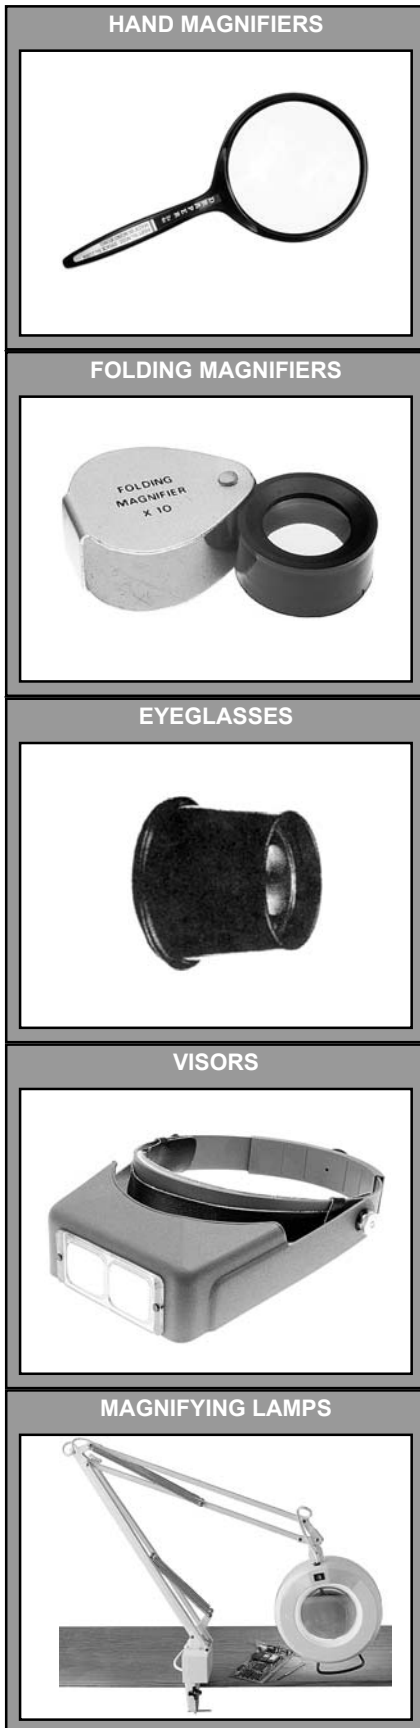 HAND MAGNIFIERS
FOLDING MAGNIFIERS
FOLDING
MAGNIFIER
X 10
EYEGLASSES
VISORS
MAGNIFYING LAMPS